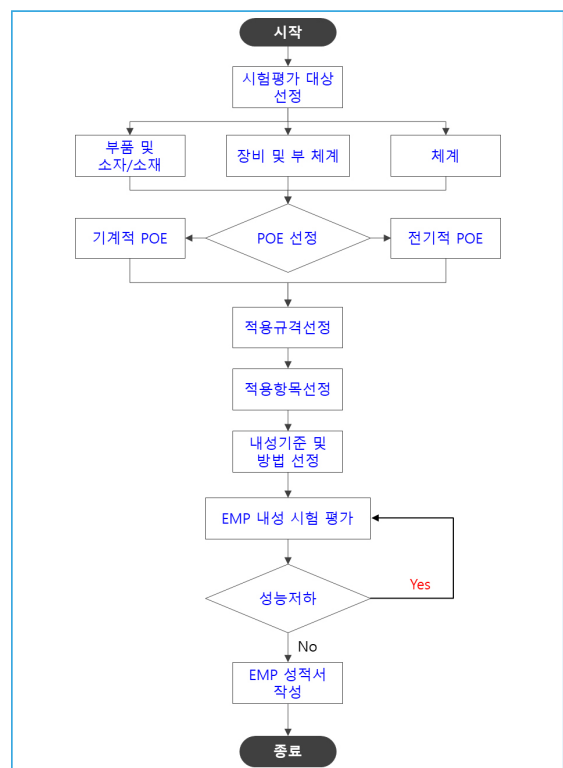 시작
시험평가 대상
선정
부품 및
소자/소재
장비 및 부 체계
체계
기계적 POE
POE 선정
전기적 POE
적용규격선정
적용항목선정
내성기준 및
방법 선정
EMP 내성 시험 평가
성능저하
Yes
No
EMP 성적서
작성
종료